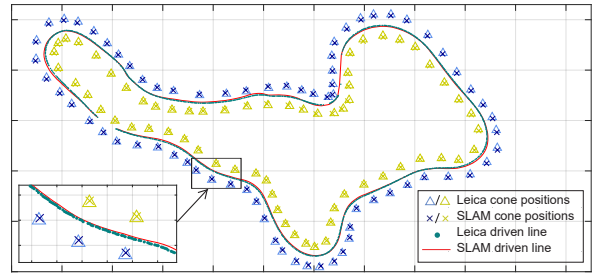 Leica cone positions
SLAM cone positions
Leica driven line
SLAM driven line